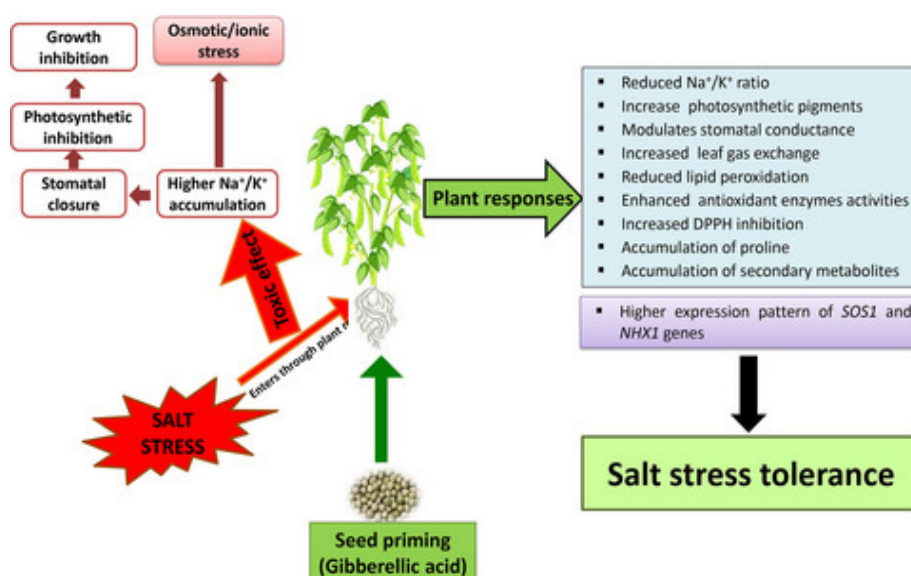 Growth
inhibition
Osmotic/ionic
stress
Photosynthetic
inhibition
Stomatal
closure
Higher Na⁺/K⁺
accumulation
Toxic effect
Enters through plant
SALT
STRESS
Seed priming
(Gibberellic acid)
Plant responses
▪ Reduced Na⁺/K⁺ ratio
▪ Increase photosynthetic pigments
▪ Modulates stomatal conductance
▪ Increased leaf gas exchange
▪ Reduced lipid peroxidation
▪ Enhanced antioxidant enzymes activities
▪ Increased DPPH inhibition
▪ Accumulation of proline
▪ Accumulation of secondary metabolites
▪ Higher expression pattern of SOS1 and
NHX1 genes
Salt stress tolerance